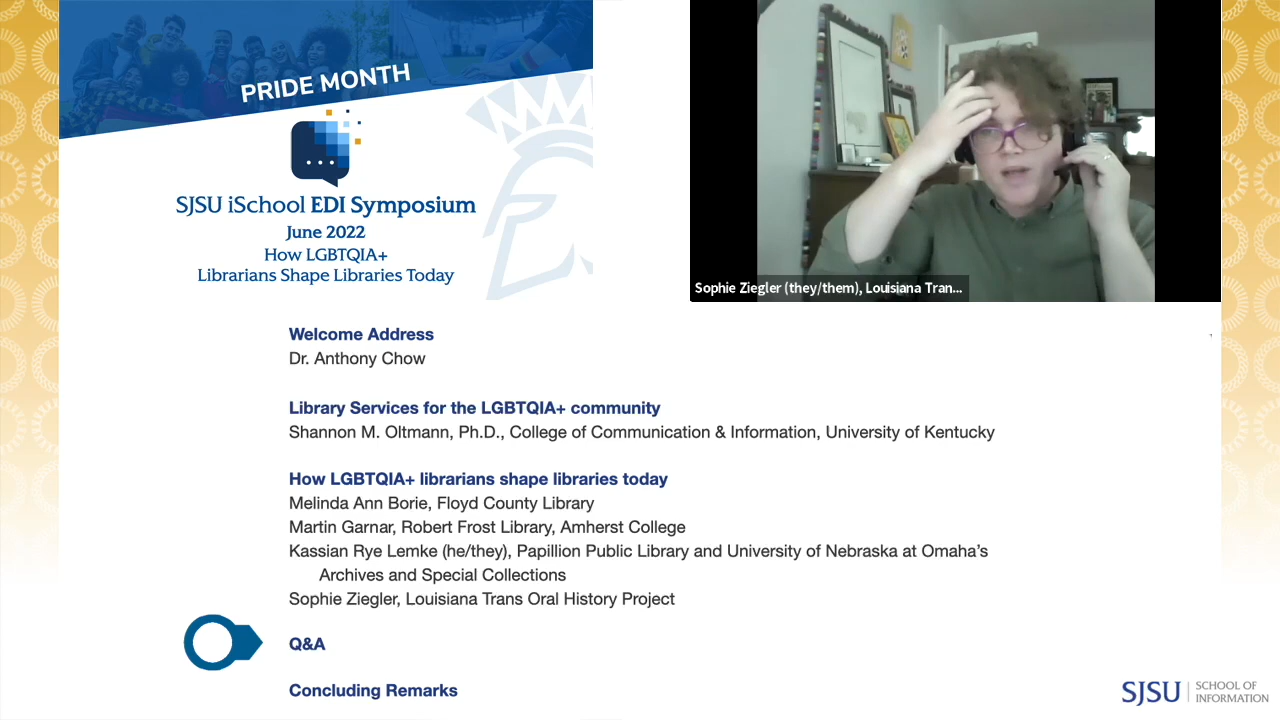 PRIDE MONTH
SJSU iSchool EDI Symposium
June 2022
How LGBTQIA+
Librarians Shape Libraries Today
Sophie Ziegler (they/them), Louisiana Tran...
Welcome Address
Dr. Anthony Chow
Library Services for the LGBTQIA+ community
Shannon M. Oltmann, Ph.D., College of Communication & Information, University of Kentucky
How LGBTQIA+ librarians shape libraries today
Melinda Ann Borie, Floyd County Library
Martin Garnar, Robert Frost Library, Amherst College
Kassian Rye Lemke (he/they), Papillion Public Library and University of Nebraska at Omaha’s
Archives and Special Collections
Sophie Ziegler, Louisiana Trans Oral History Project
Q&A
Concluding Remarks
SJSU SCHOOL OF
INFORMATION